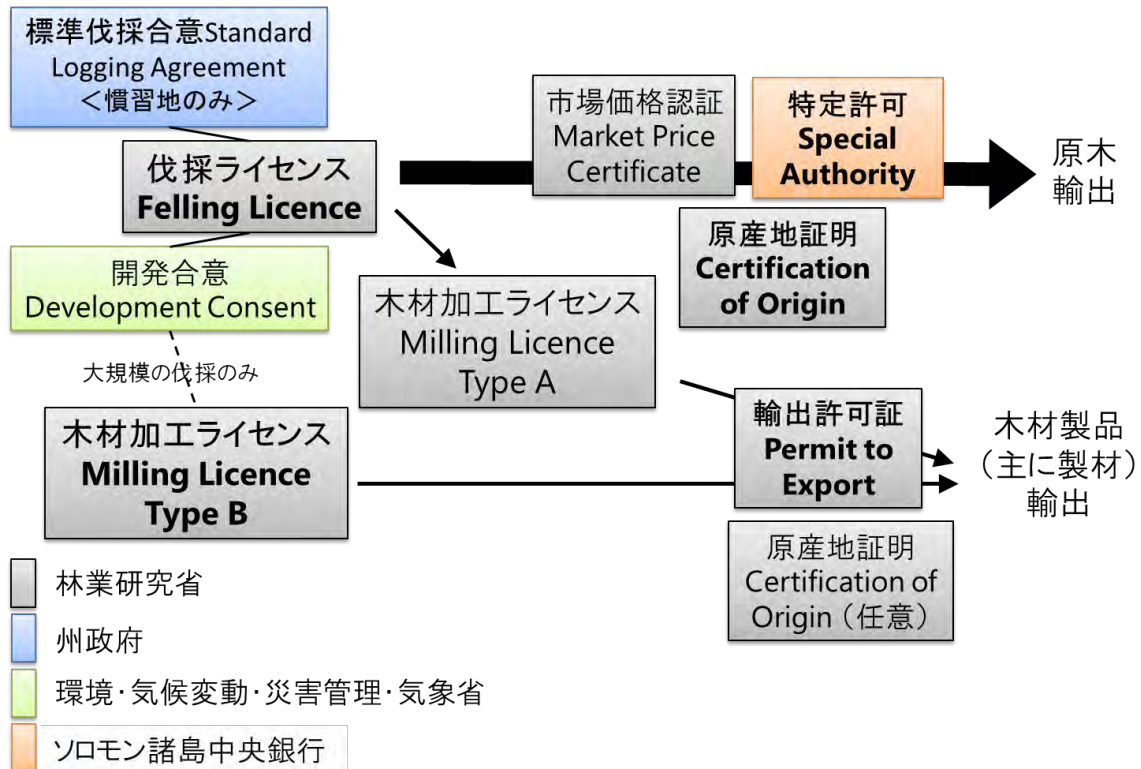 標準伐採合意Standard
Logging Agreement
＜慣習地のみ＞
伐採ライセンス
Felling Licence
市場価格認証
Market Price
Certificate
特定許可
Special
Authority
原木
輸出
開発合意
Development Consent
原産地証明
Certification
of Origin
木材加工ライセンス
Milling Licence
Type A
大規模の伐採のみ
木材加工ライセンス
Milling Licence
Type B
輸出許可証
Permit to
Export
木材製品
（主に製材）
輸出
原産地証明
Certification of
Origin（任意）
林業研究省
州政府
環境・気候変動・災害管理・気象省
ソロモン諸島中央銀行